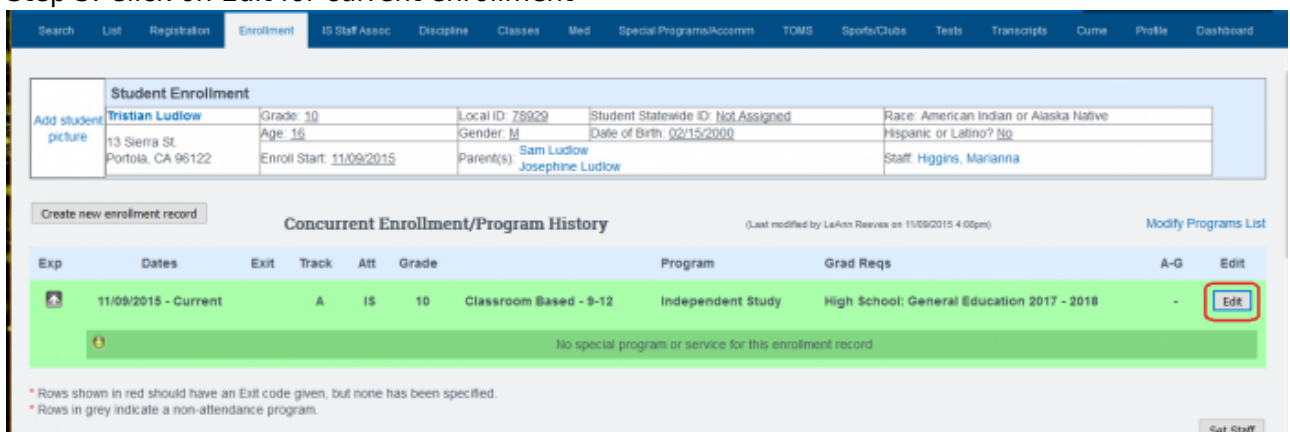 Step 3: Click on Edit for current enrollment
Search List Registration Enrollment IS Staff Assoc Discipline Classes Med Special Programs/Accomm TOMS Sports/Clubs Tests Transcripts Cume Profile Dashboard
Student Enrollment
Add student picture
Tristian Ludlow Grade: 10 Local ID: 78929 Student Statewide ID: Not Assigned Race: American Indian or Alaska Native
13 Sierra St. Age: 16 Gender: M Date of Birth: 02/15/2000 Hispanic or Latino? No
Portola, CA 96122 Enroll Start: 11/09/2015 Parent(s): Sam Ludlow Staff: Higgins, Marianna
Josephine Ludlow
Create new enrollment record Concurrent Enrollment/Program History (Last modified by LeAnn Reeves on 11/09/2015 4:08pm) Modify Programs List
Exp Dates Exit Track Att Grade Program Grad Reqs A-G Edit
11/09/2015 - Current A IS 10 Classroom Based - 9-12 Independent Study High School: General Education 2017 - 2018 - Edit
No special program or service for this enrollment record
* Rows shown in red should have an Exit code given, but none has been specified.
* Rows in grey indicate a non-attendance program.
Set Staff